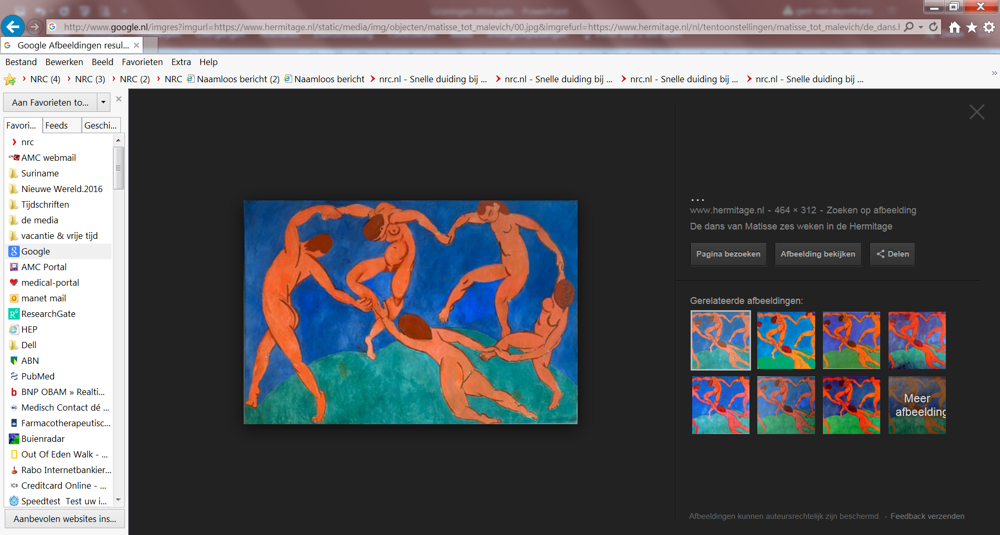 Groningen 2016.pptx - PowerPoint
http://www.google.nl/imgres?imgurl=https://www.hermitage.nl/static/media/img/objecten/matisse_tot_malevich/00.jpg&imgrefurl=https://www.hermitage.nl/nl/tentoonstellingen/matisse_tot_malevich/de_dans.h
Google Afbeeldingen resul...
Bestand Bewerken Beeld Favorieten Extra Help
NRC (4) NRC (3) NRC (2) NRC Naamloos bericht (2) Naamloos bericht nrc.nl - Snelle duiding bij ... nrc.nl - Snelle duiding bij ... nrc.nl - Snelle duiding bij ... nrc.nl - Snelle duiding bij ...
Aan Favorieten to...
Favori... Feeds Geschi...
nrc
AMC webmail
Suriname
Nieuwe Wereld.2016
Tijdschriften
de media
vacantie & vrije tijd
Google
AMC Portal
medical-portal
manet mail
ResearchGate
HEP
Dell
ABN
PubMed
BNP OBAM » Realti...
Medisch Contact dé ...
Farmacotherapeutisc...
Buienradar
Out Of Eden Walk - ...
Rabo Internetbankier...
Creditcard Online - ...
Speedtest Test uw i...
Aanbevolen websites ins...
...
www.hermitage.nl - 464 × 312 - Zoeken op afbeelding
De dans van Matisse zes weken in de Hermitage
Pagina bezoeken Afbeelding bekijken Delen
Gerelateerde afbeeldingen:
Meer
afbeelding
Afbeeldingen kunnen auteursrechtelijk zijn beschermd. - Feedback verzenden